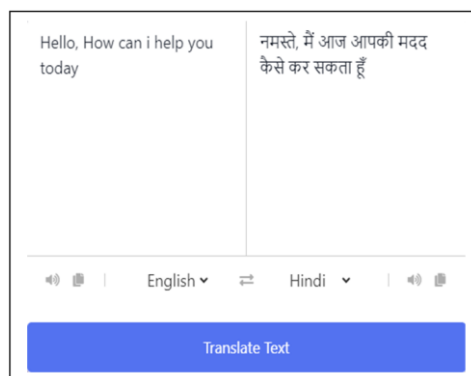 Hello, How can i help you
today
नमस्ते, मैं आज आपकी मदद
कैसे कर सकता हूँ
English
Hindi
Translate Text